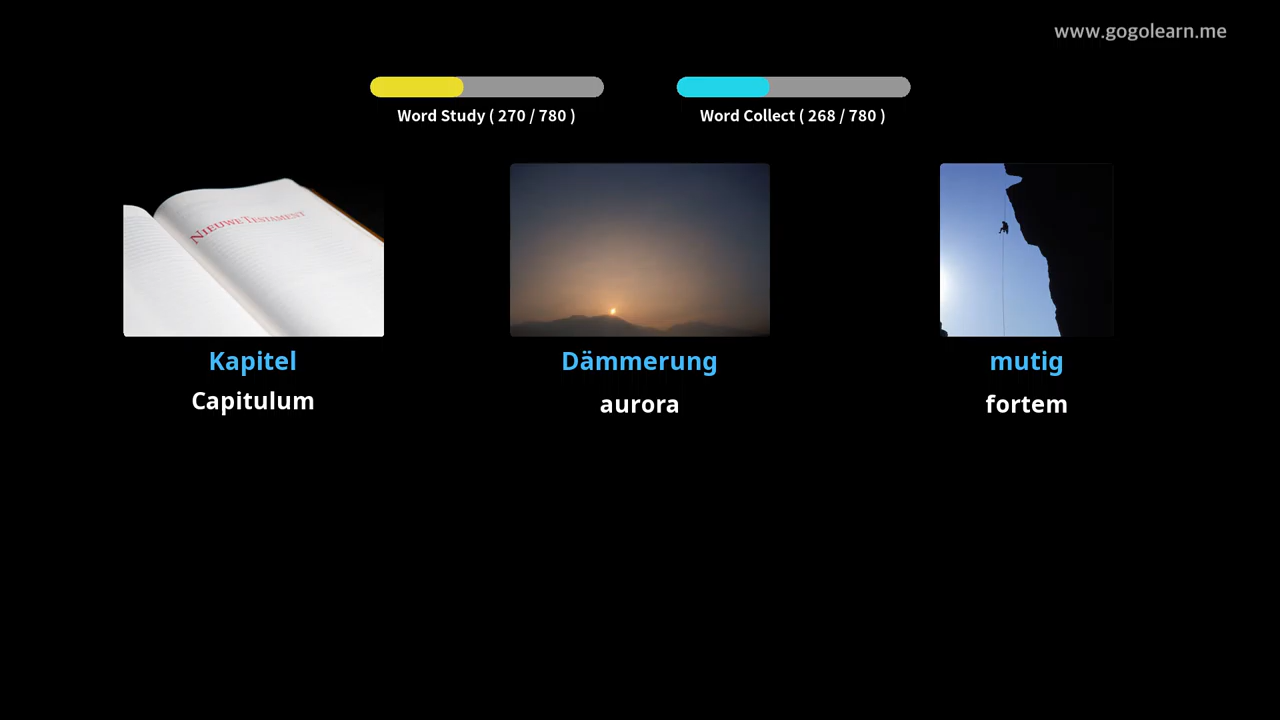 www.gogolearn.me
Word Study ( 270 / 780 )
Word Collect ( 268 / 780 )
NIEUWE TESTAMENT
Kapitel
Capitulum
Dämmerung
aurora
mutig
fortem